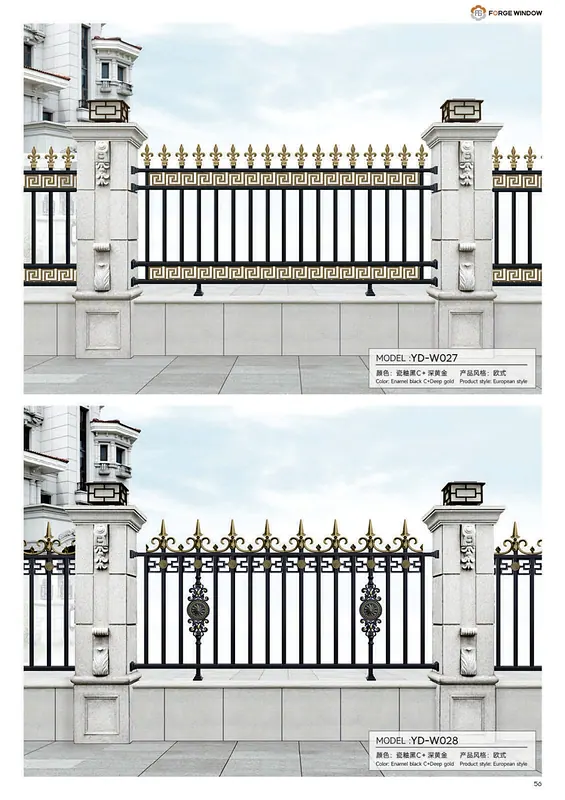 FORGE WINDOW
MODEL :YD-W027
颜色：瓷釉黑C+深黄金 产品风格：欧式
Color: Enamel black C+Deep gold Product style: European style
MODEL :YD-W028
颜色：瓷釉黑C+深黄金 产品风格：欧式
Color: Enamel black C+Deep gold Product style: European style
56